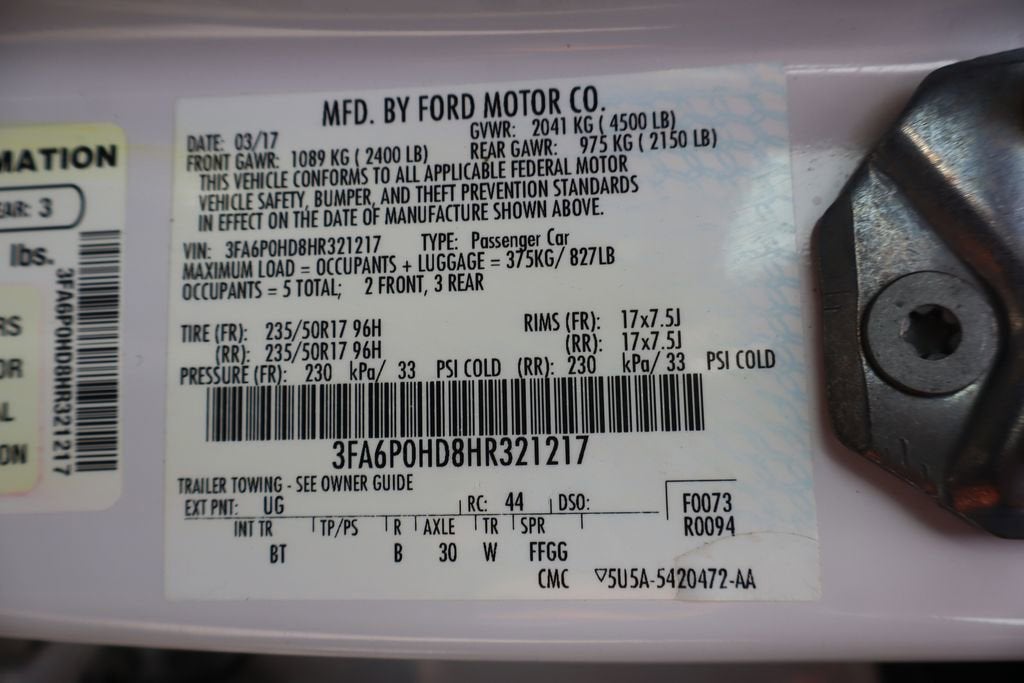 MATION
EAR: 3
lbs.
3FA6P0HD8HR321217
RS
OR
AL
ON
MFD. BY FORD MOTOR CO.
DATE: 03/17 GVWR: 2041 KG ( 4500 LB)
FRONT GAWR: 1089 KG ( 2400 LB) REAR GAWR: 975 KG ( 2150 LB)
THIS VEHICLE CONFORMS TO ALL APPLICABLE FEDERAL MOTOR
VEHICLE SAFETY, BUMPER, AND THEFT PREVENTION STANDARDS
IN EFFECT ON THE DATE OF MANUFACTURE SHOWN ABOVE.
VIN: 3FA6P0HD8HR321217 TYPE: Passenger Car
MAXIMUM LOAD = OCCUPANTS + LUGGAGE = 375KG/ 827LB
OCCUPANTS = 5 TOTAL; 2 FRONT, 3 REAR
TIRE (FR): 235/50R17 96H RIMS (FR): 17x7.5J
(RR): 235/50R17 96H (RR): 17x7.5J
PRESSURE (FR): 230 kPa/ 33 PSI COLD (RR): 230 kPa/ 33 PSI COLD
3FA6P0HD8HR321217
TRAILER TOWING - SEE OWNER GUIDE
EXT PNT: UG RC: 44 DSO: F0073
INT TR TP/PS R AXLE TR SPR R0094
BT B 30 W FFGG
CMC ▽5U5A-5420472-AA